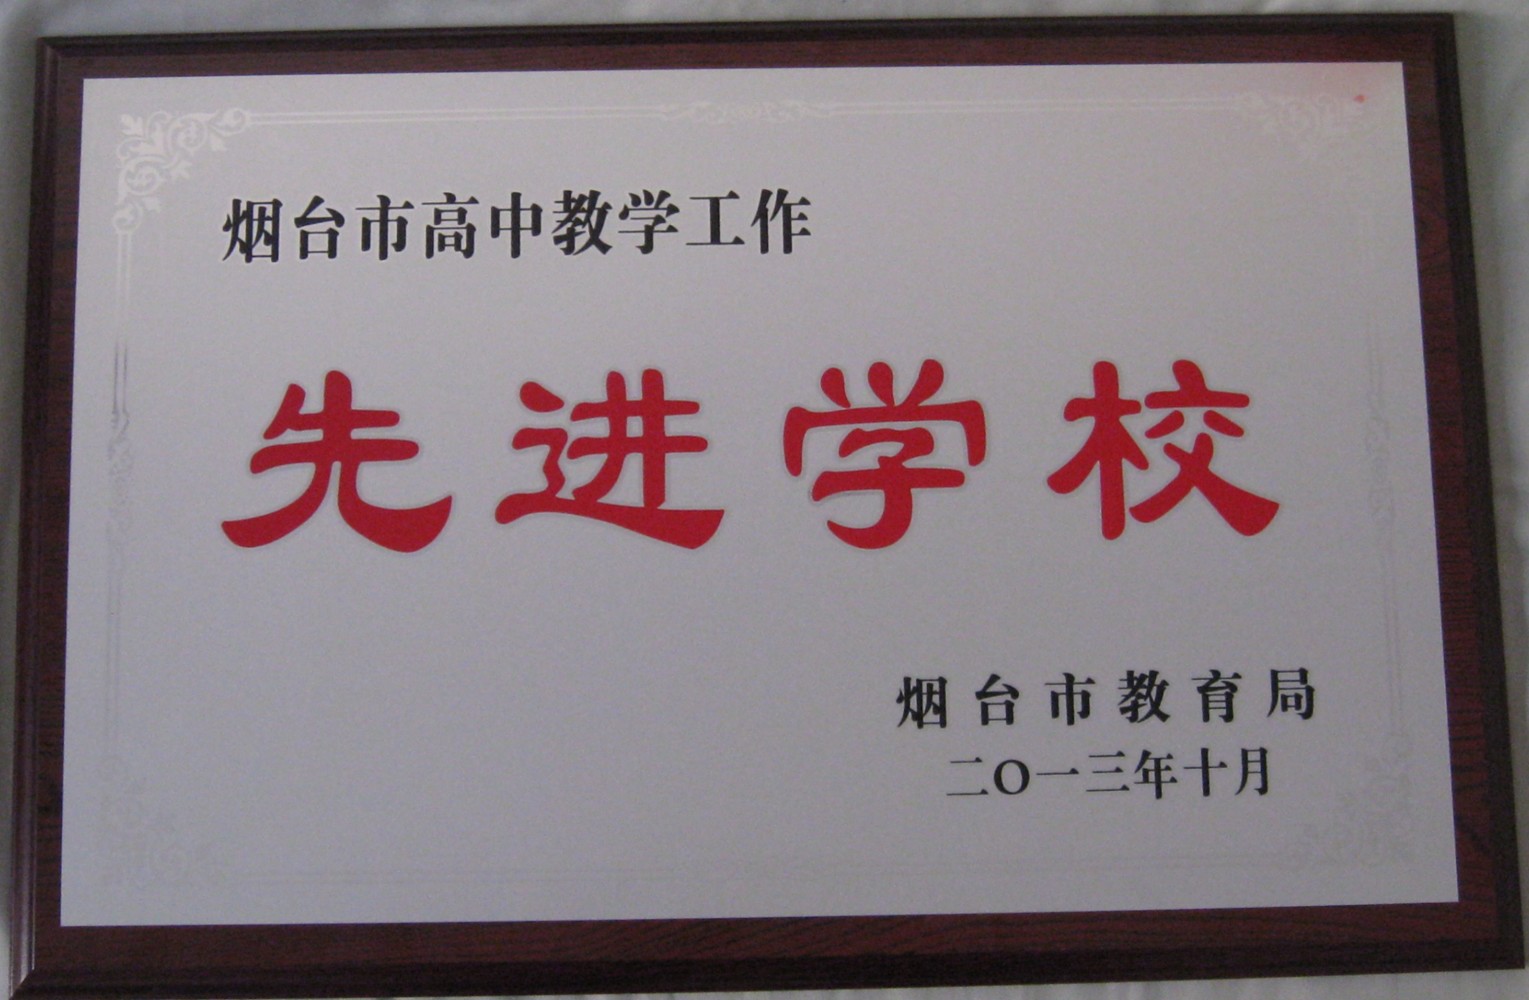 烟台市高中教学工作
先进学校
烟台市教育局
二〇一三年十月